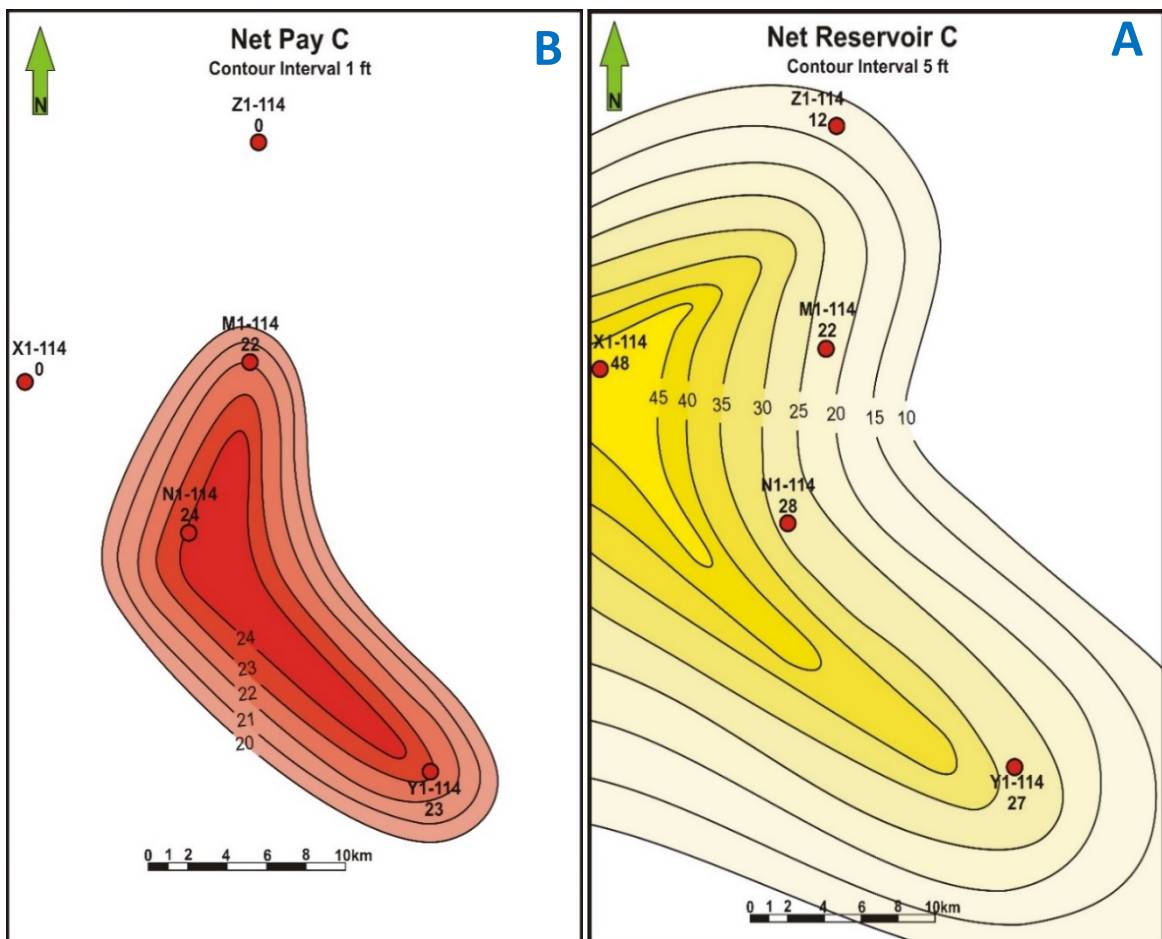 Net Pay C
Contour Interval 1 ft
B
N
Z1-114
0
M1-114
22
X1-114
0
N1-114
24
24
23
22
21
20
Y1-114
23
0 1 2 4 6 8 10km
Net Reservoir C
Contour Interval 5 ft
A
N
Z1-114
12
M1-114
22
X1-114
48
45 40 35 30 25 20 15 10
N1-114
28
Y1-114
27
0 1 2 4 6 8 10km